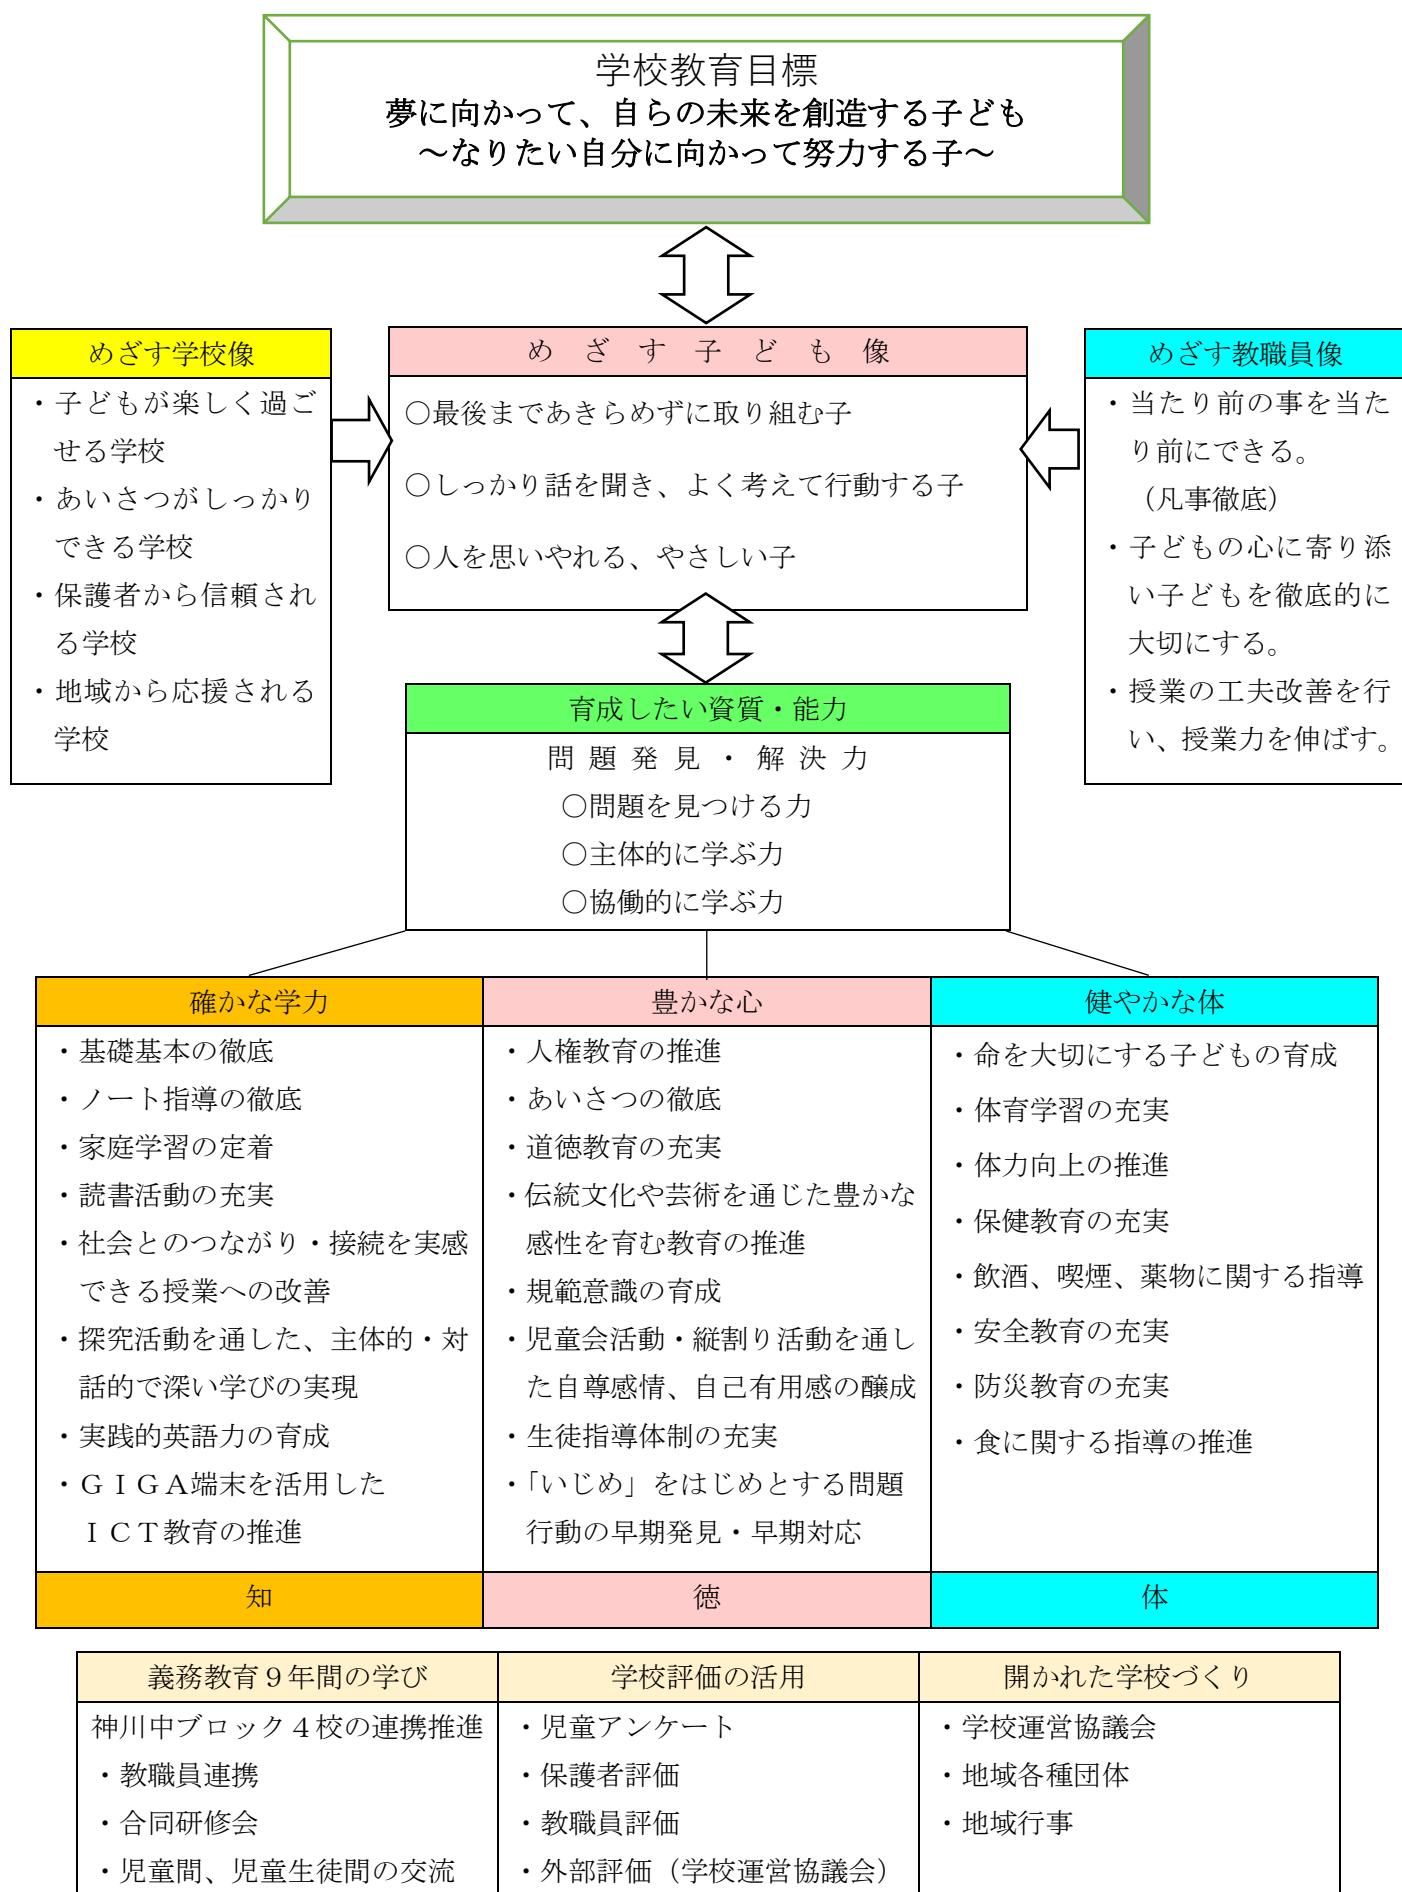 学校教育目標
夢に向かって、自らの未来を創造する子ども
～なりたい自分に向かって努力する子～
めざす学校像
・子どもが楽しく過ご
せる学校
・あいさつがしっかり
できる学校
・保護者から信頼され
る学校
・地域から応援される
学校
めざす子ども像
○最後まであきらめずに取り組む子
○しっかり話を聞き、よく考えて行動する子
○人を思いやれる、やさしい子
めざす教職員像
・当たり前の事を当た
り前にできる。
（凡事徹底）
・子どもの心に寄り添
い子どもを徹底的に
大切にする。
・授業の工夫改善を行
い、授業力を伸ばす。
育成したい資質・能力
問題発見・解決力
○問題を見つける力
○主体的に学ぶ力
○協働的に学ぶ力
確かな学力
・基礎基本の徹底
・ノート指導の徹底
・家庭学習の定着
・読書活動の充実
・社会とのつながり・接続を実感
できる授業への改善
・探究活動を通した、主体的・対
話的で深い学びの実現
・実践的英語力の育成
・ＧＩＧＡ端末を活用した
ＩＣＴ教育の推進
知
豊かな心
・人権教育の推進
・あいさつの徹底
・道徳教育の充実
・伝統文化や芸術を通じた豊かな
感性を育む教育の推進
・規範意識の育成
・児童会活動・縦割り活動を通し
た自尊感情、自己有用感の醸成
・生徒指導体制の充実
・「いじめ」をはじめとする問題
行動の早期発見・早期対応
徳
健やかな体
・命を大切にする子どもの育成
・体育学習の充実
・体力向上の推進
・保健教育の充実
・飲酒、喫煙、薬物に関する指導
・安全教育の充実
・防災教育の充実
・食に関する指導の推進
体
義務教育９年間の学び
神川中ブロック４校の連携推進
・教職員連携
・合同研修会
・児童間、児童生徒間の交流
学校評価の活用
・児童アンケート
・保護者評価
・教職員評価
・外部評価（学校運営協議会）
開かれた学校づくり
・学校運営協議会
・地域各種団体
・地域行事